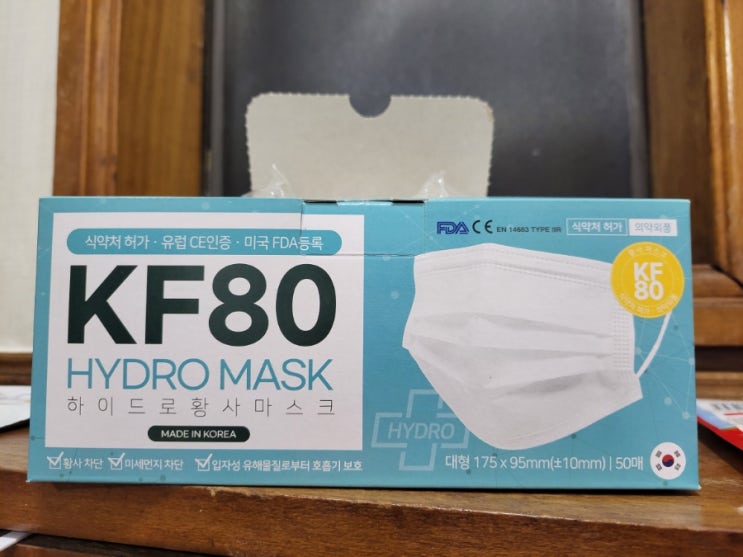 식약처 허가 · 유럽 CE인증 · 미국 FDA등록
KF80
HYDRO MASK
하이드로황사마스크
MADE IN KOREA
황사 차단 미세먼지 차단 입자성 유해물질로부터 호흡기 보호
FDA CE EN 14683 TYPE IIR
식약처 허가 의약외품
KF
80
HYDRO
대형 175 x 95mm(±10mm) | 50매